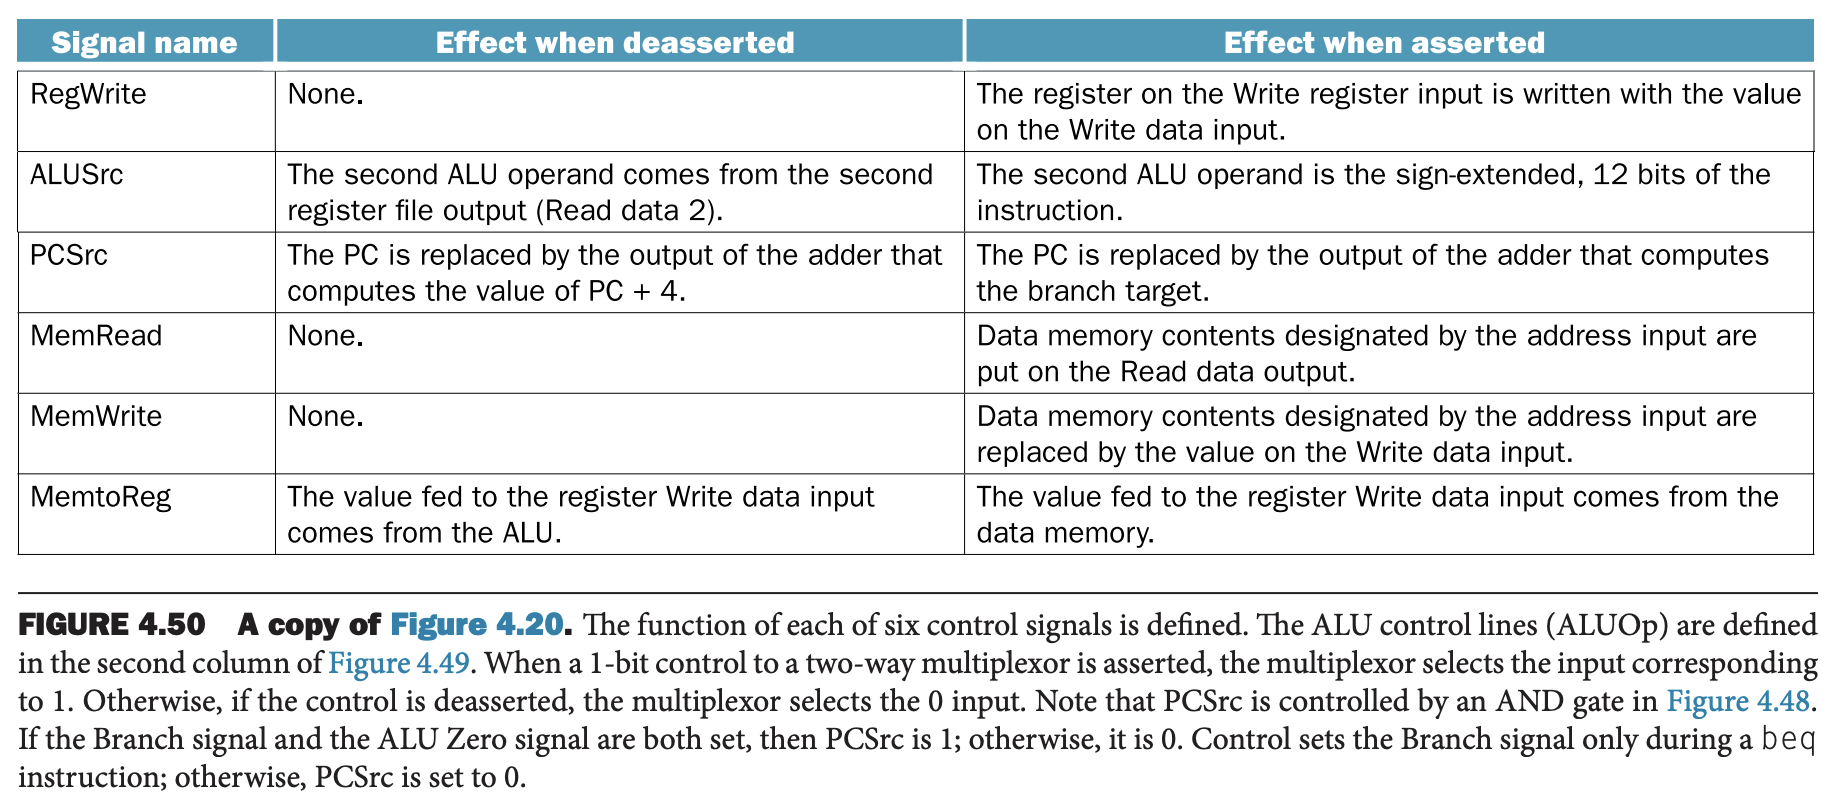 Signal name Effect when deasserted Effect when asserted
RegWrite None. The register on the Write register input is written with the value
on the Write data input.
ALUSrc The second ALU operand comes from the second The second ALU operand is the sign-extended, 12 bits of the
register file output (Read data 2). instruction.
PCSrc The PC is replaced by the output of the adder that The PC is replaced by the output of the adder that computes
computes the value of PC + 4. the branch target.
MemRead None. Data memory contents designated by the address input are
put on the Read data output.
MemWrite None. Data memory contents designated by the address input are
replaced by the value on the Write data input.
MemtoReg The value fed to the register Write data input The value fed to the register Write data input comes from the
comes from the ALU. data memory.
FIGURE 4.50 A copy of Figure 4.20. The function of each of six control signals is defined. The ALU control lines (ALUOp) are defined
in the second column of Figure 4.49. When a 1-bit control to a two-way multiplexor is asserted, the multiplexor selects the input corresponding
to 1. Otherwise, if the control is deasserted, the multiplexor selects the 0 input. Note that PCSrc is controlled by an AND gate in Figure 4.48.
If the Branch signal and the ALU Zero signal are both set, then PCSrc is 1; otherwise, it is 0. Control sets the Branch signal only during a beq
instruction; otherwise, PCSrc is set to 0.